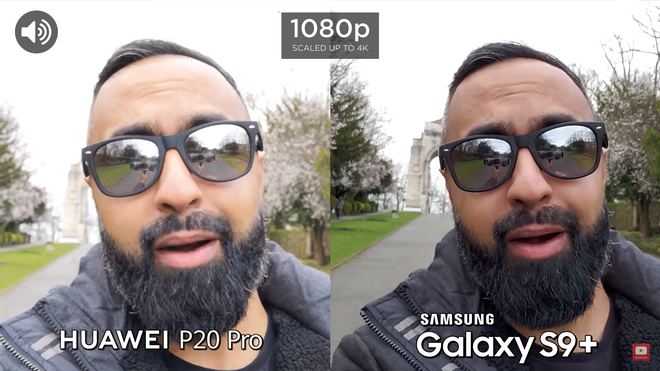 1080p
SCALED UP TO 4K
HUAWEI P20 Pro
SAMSUNG
Galaxy S9+